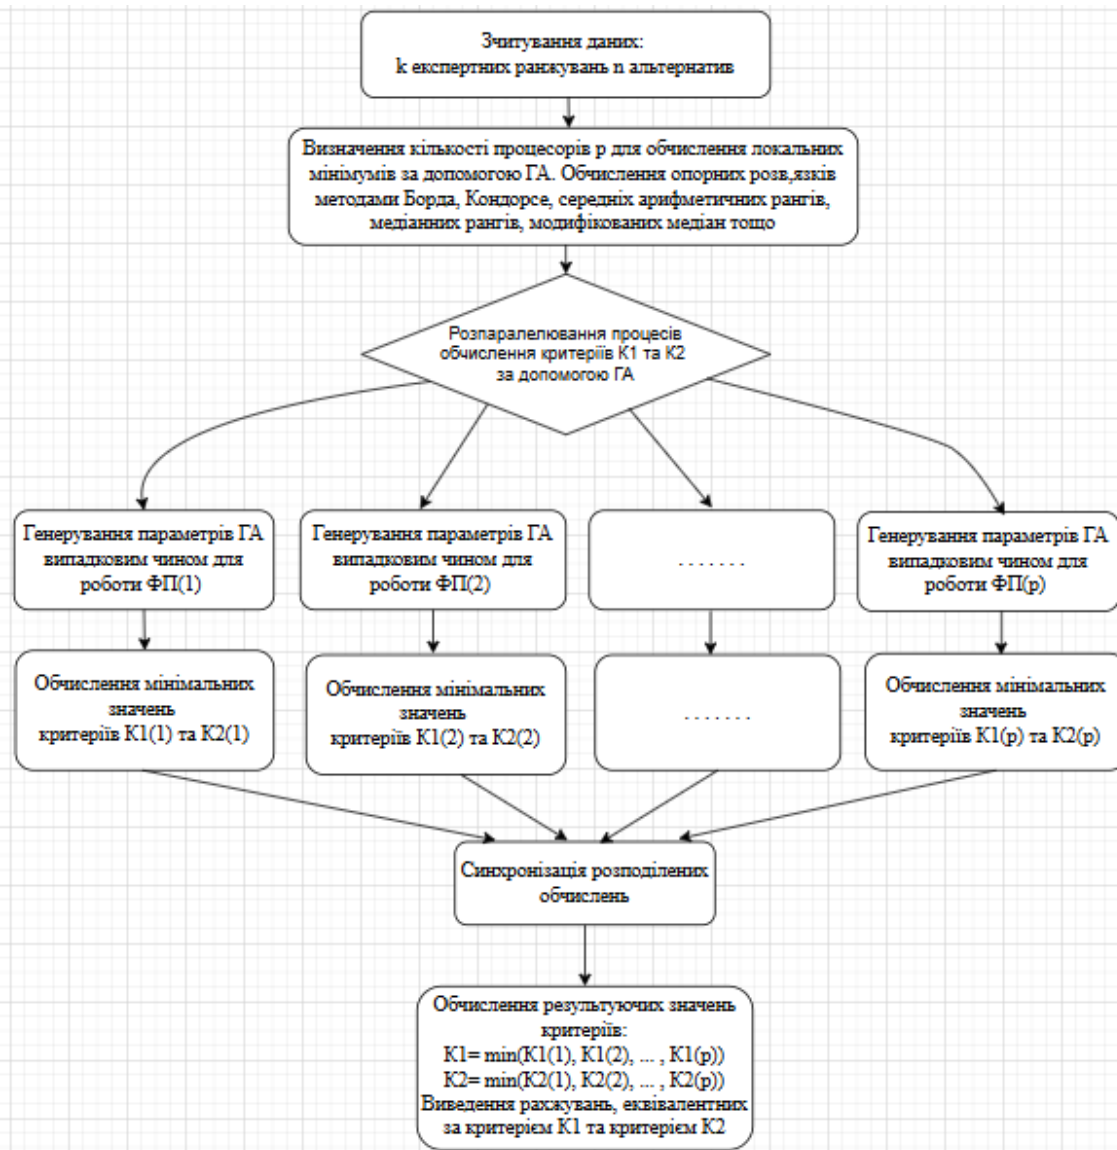 Зчитування даних:
k експертних ранжувань n альтернатив
Визначення кількості процесорів p для обчислення локальних
мінімумів за допомогою ГА. Обчислення опорних розв,язків
методами Борда, Кондорсе, середніх арифметичних рангів,
медіанних рангів, модифікованих медіан тощо
Розпаралелювання процесів
обчислення критеріїв К1 та К2
за допомогою ГА
Генерування параметрів ГА
випадковим чином для
роботи ФП(1)
Генерування параметрів ГА
випадковим чином для
роботи ФП(2)
. . . . . . .
Генерування параметрів ГА
випадковим чином для
роботи ФП(p)
Обчислення мінімальних
значень
критеріїв К1(1) та К2(1)
Обчислення мінімальних
значень
критеріїв К1(2) та К2(2)
. . . . . . .
Обчислення мінімальних
значень
критеріїв К1(p) та К2(p)
Синхронізація розподілених
обчислень
Обчислення результуючих значень
критеріїв:
К1= min(К1(1), К1(2), ... , К1(p))
К2= min(К2(1), К2(2), ... , К2(p))
Виведення рахжувань, еквівалентних
за критерієм К1 та критерієм К2